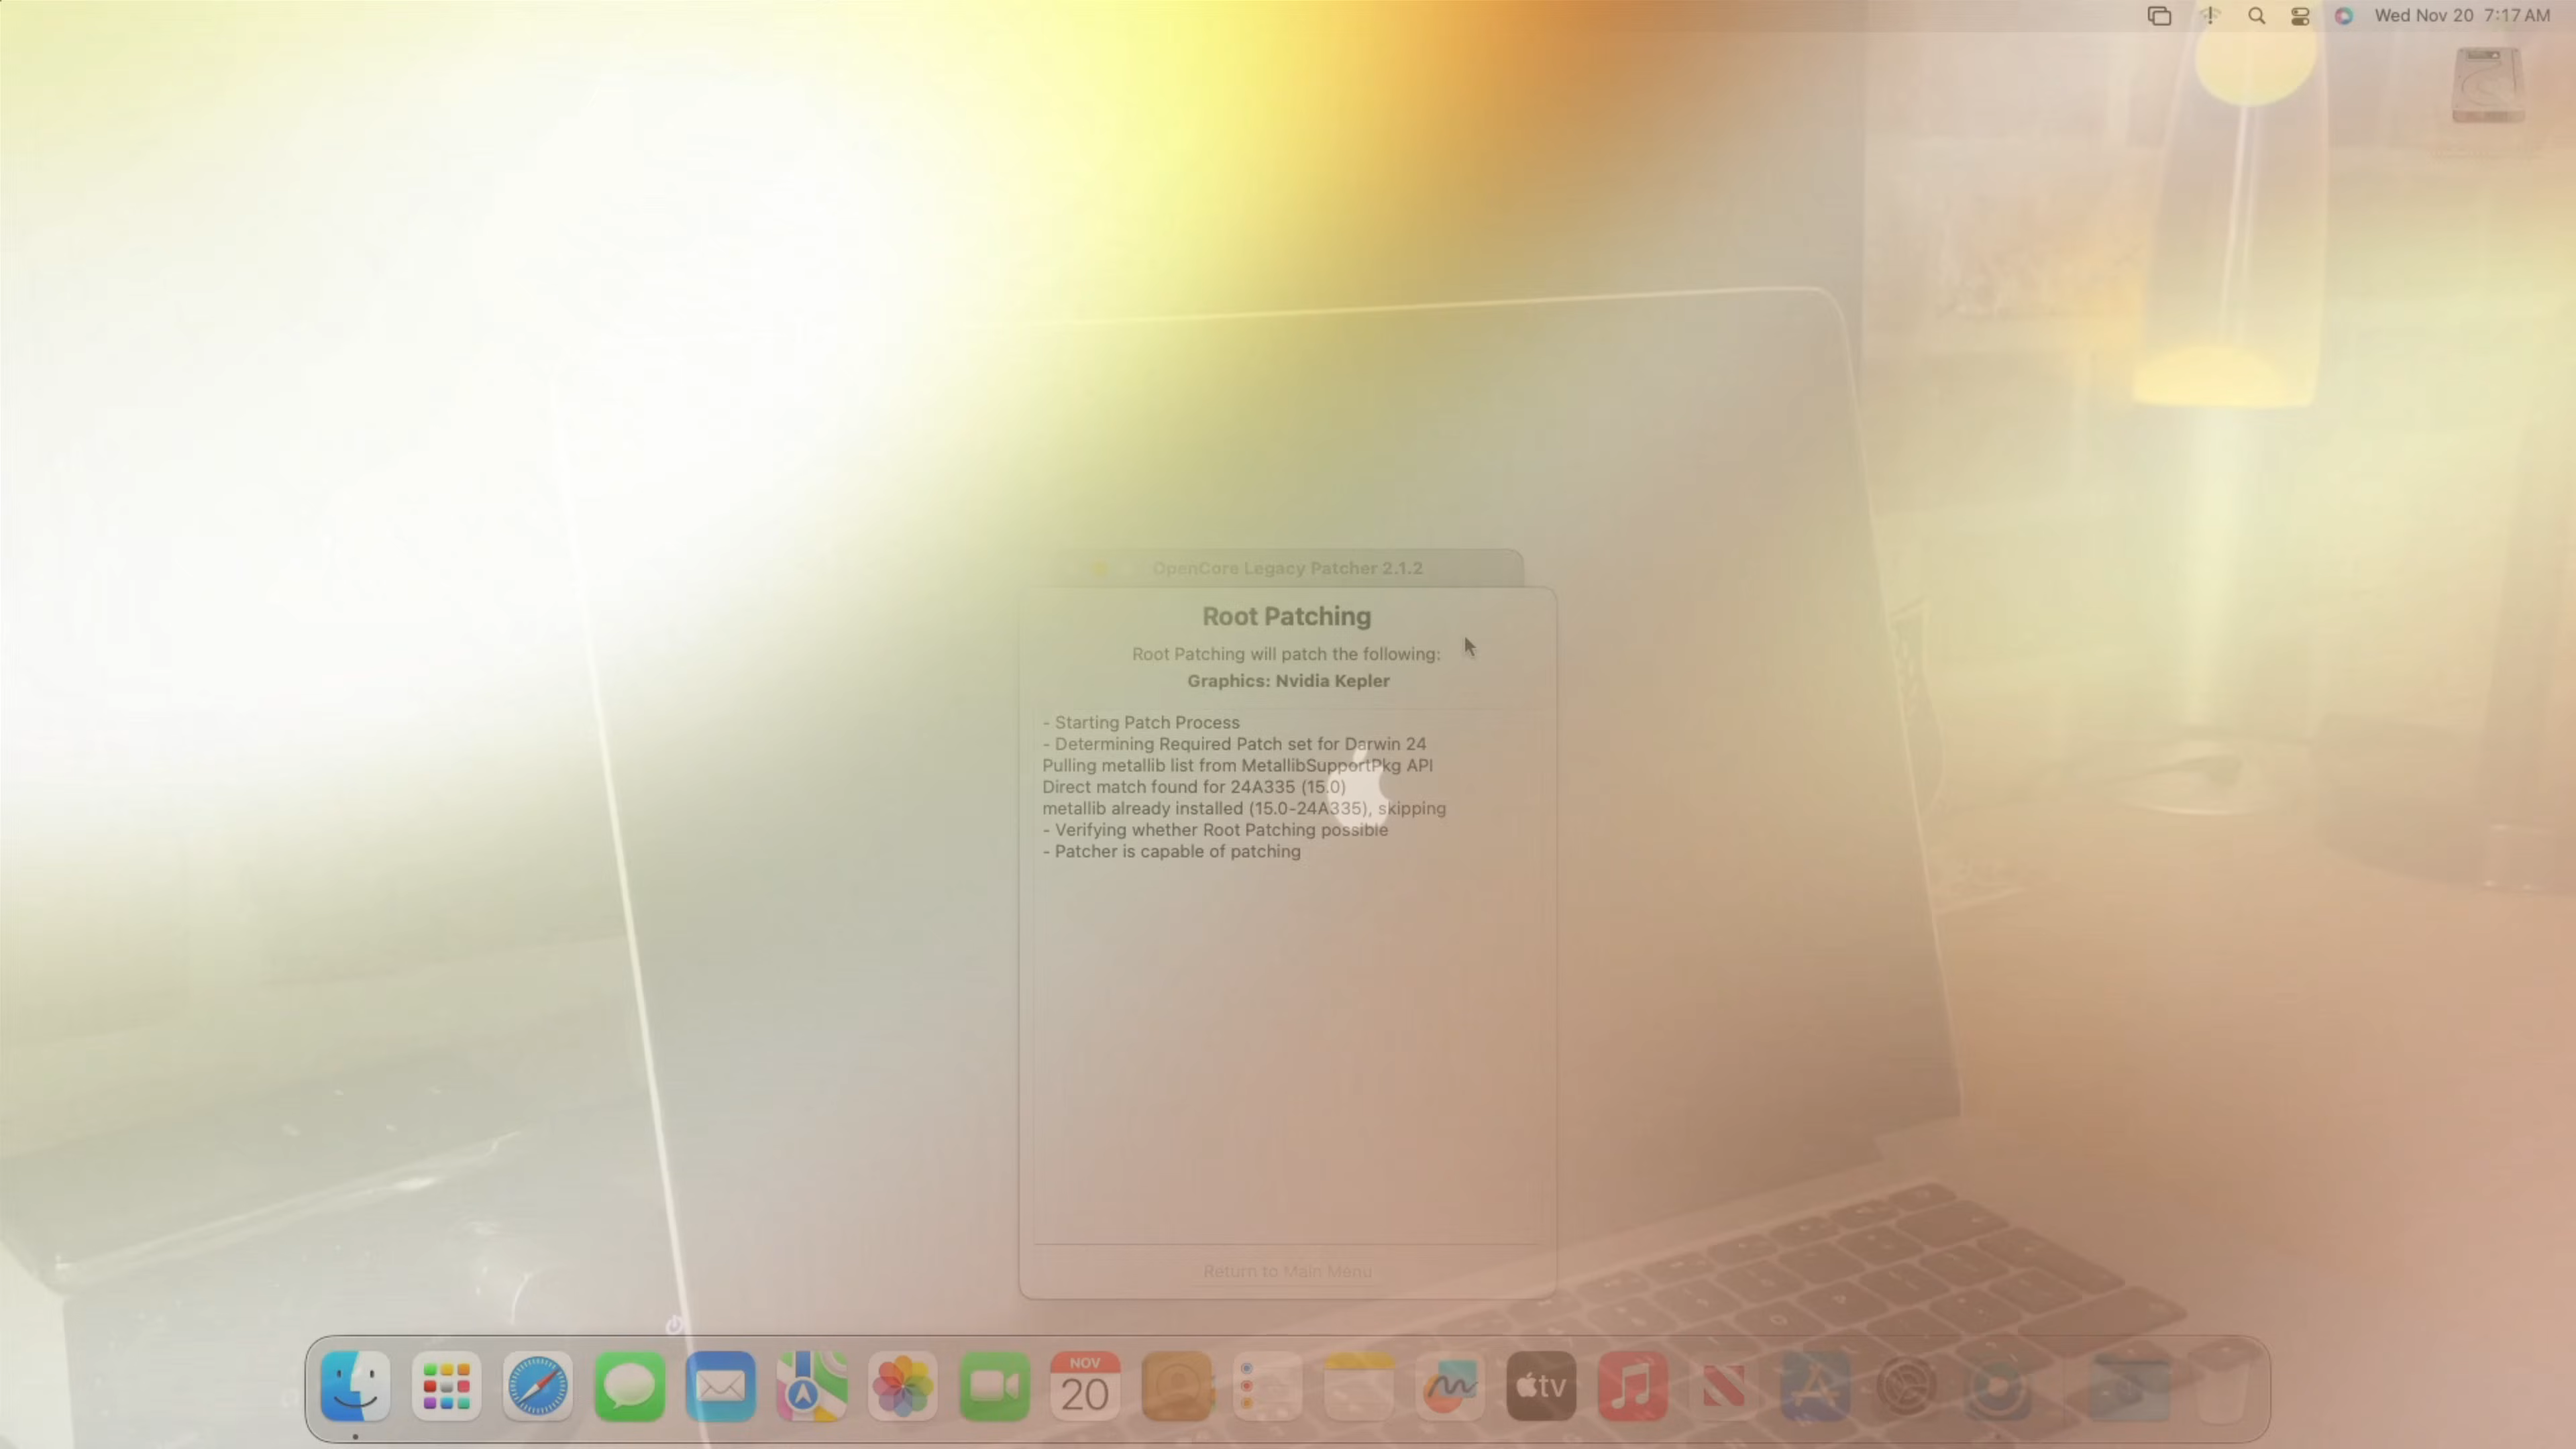 Wed Nov 20 7:17 AM
OpenCore Legacy Patcher 2.1.2
Root Patching
Root Patching will patch the following:
Graphics: Nvidia Kepler
- Starting Patch Process
- Determining Required Patch set for Darwin 24
Pulling metallib list from MetallibSupportPkg API
Direct match found for 24A335 (15.0)
metallib already installed (15.0-24A335), skipping
- Verifying whether Root Patching possible
- Patcher is capable of patching
Return to Main Menu
NOV
20
tv